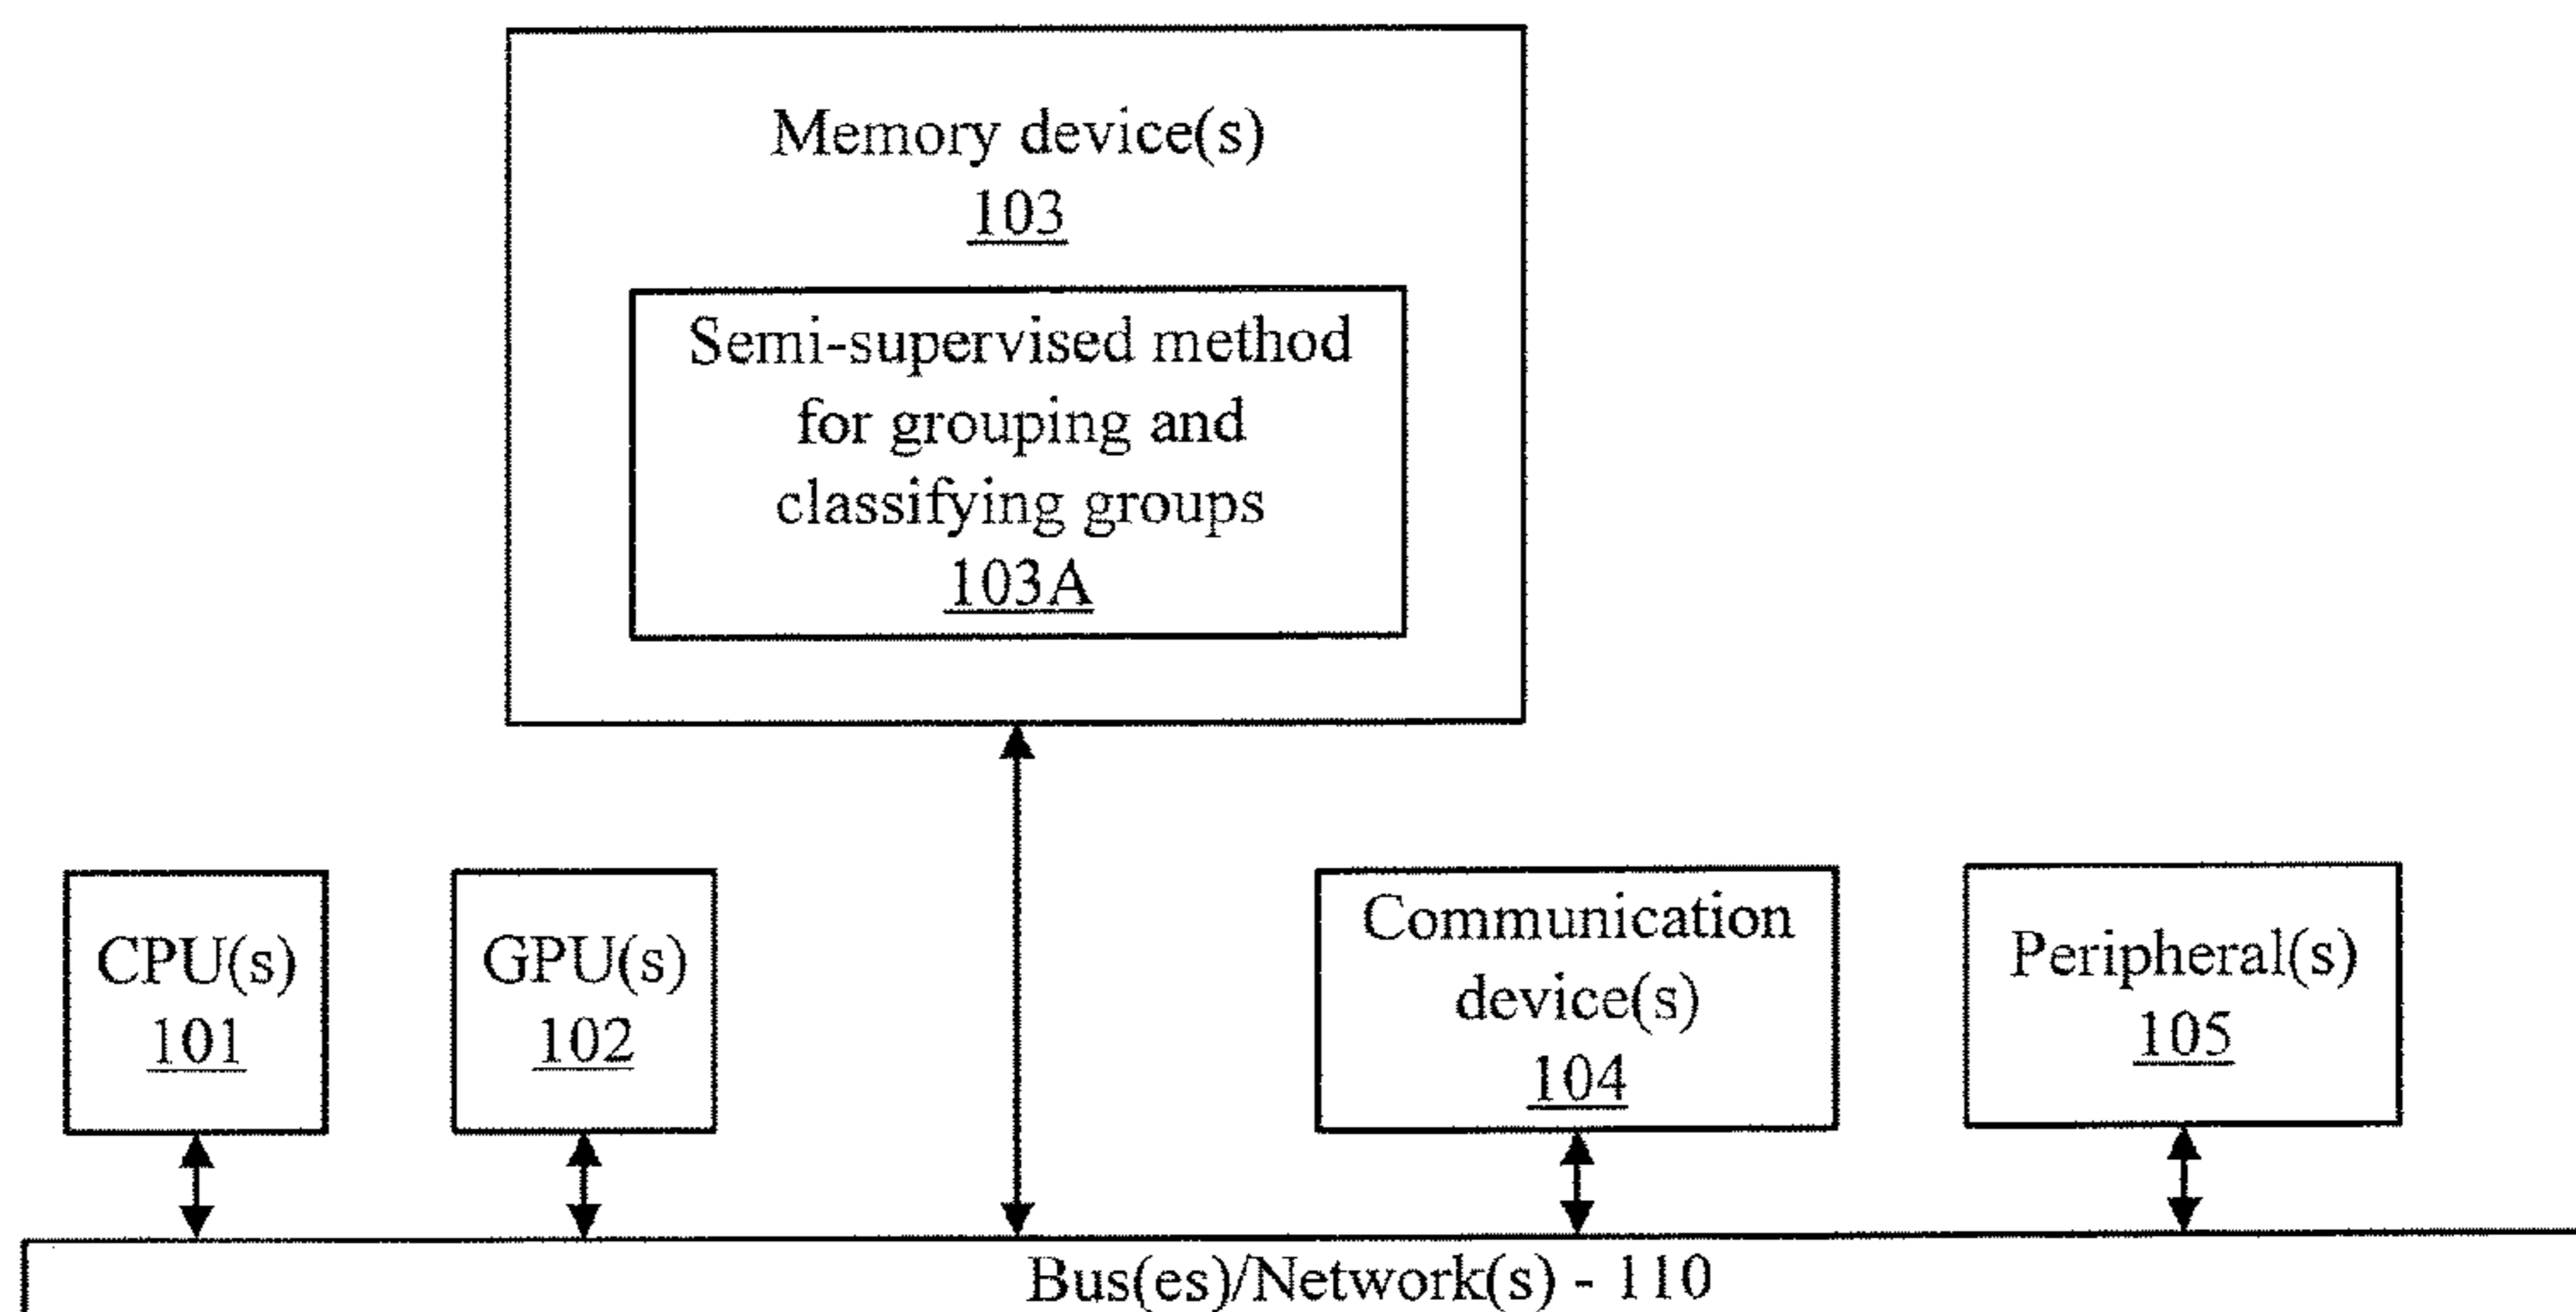 Memory device(s)
103
Semi-supervised method
for grouping and
classifying groups
103A
CPU(s)
101
GPU(s)
102
Communication
device(s)
104
Peripheral(s)
105
Bus(es)/Network(s) - 110